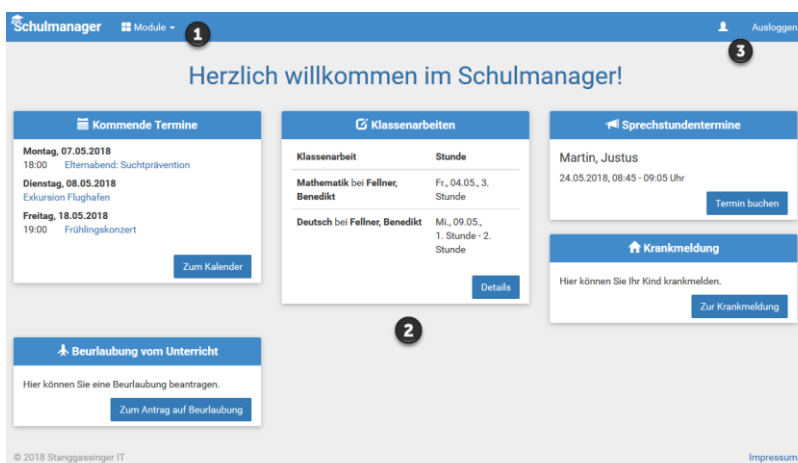 Schulmanager Module Ausloggen
1
3
Herzlich willkommen im Schulmanager!
Kommende Termine
Montag, 07.05.2018
18:00 Elternabend: Suchtprävention
Dienstag, 08.05.2018
Exkursion Flughafen
Freitag, 18.05.2018
19:00 Frühlingskonzert
Zum Kalender
Klassenarbeiten
Klassenarbeit Stunde
Mathematik bei Fellner, Fr., 04.05., 3.
Benedikt Stunde
Deutsch bei Fellner, Benedikt Mi., 09.05.,
1. Stunde - 2.
Stunde
Details
Sprechstundentermine
Martin, Justus
24.05.2018, 08:45 - 09:05 Uhr
Termin buchen
Krankmeldung
Hier können Sie Ihr Kind krankmelden.
Zur Krankmeldung
2
Beurlaubung vom Unterricht
Hier können Sie eine Beurlaubung beantragen.
Zum Antrag auf Beurlaubung
© 2018 Stanggassinger IT Impressum